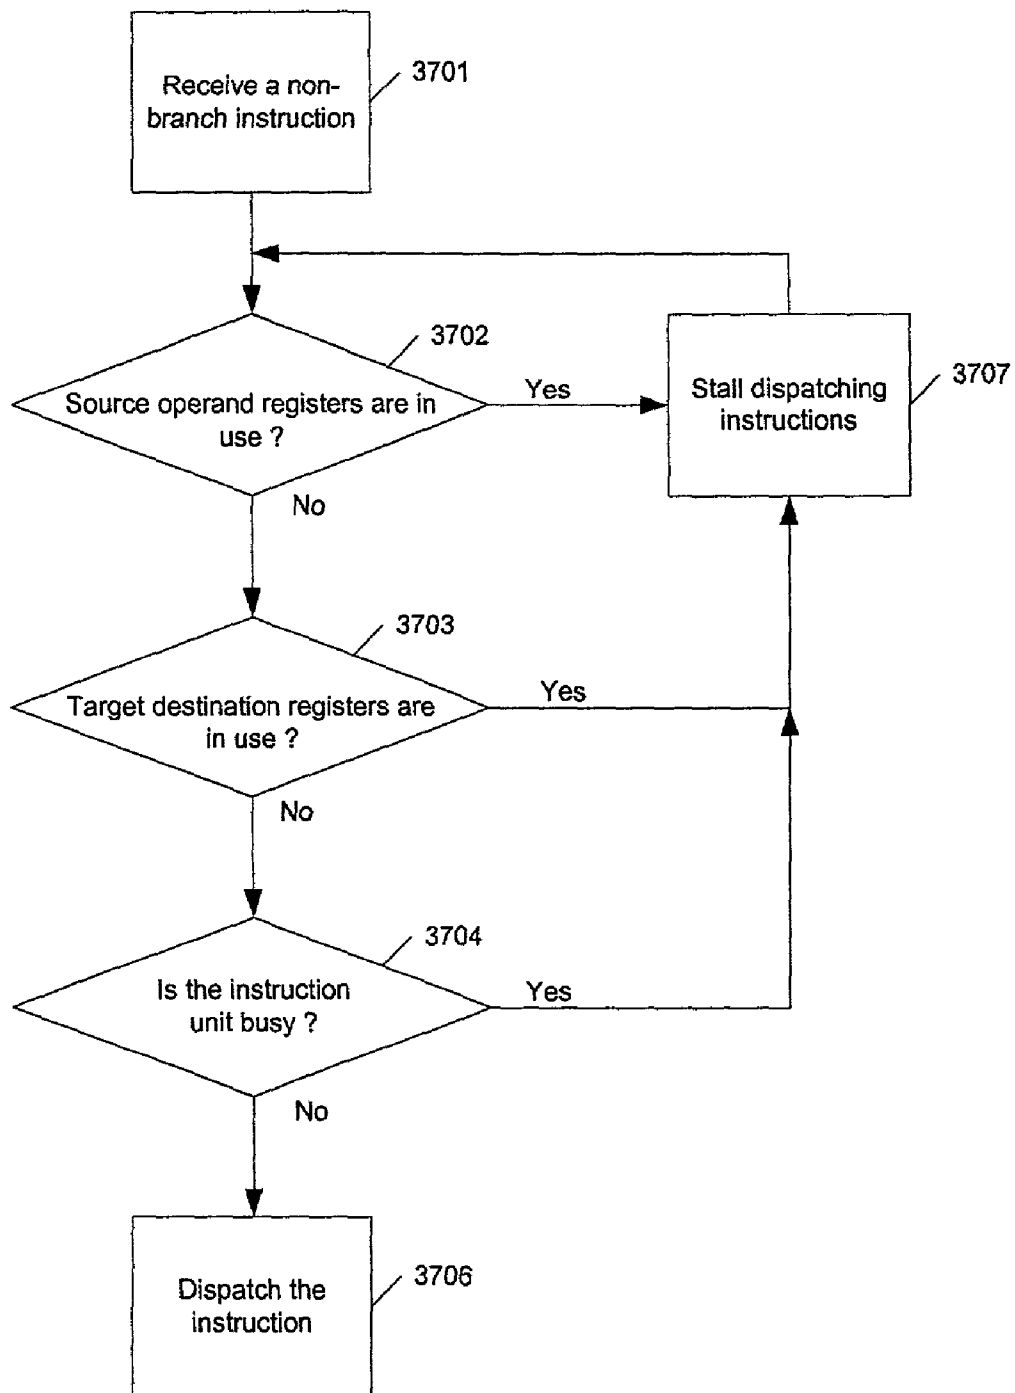 Receive a non-
branch instruction
3701
3702
Source operand registers are in
use ?
Yes
Stall dispatching
instructions
3707
No
3703
Target destination registers are
in use ?
Yes
No
3704
Is the instruction
unit busy ?
Yes
No
Dispatch the
instruction
3706